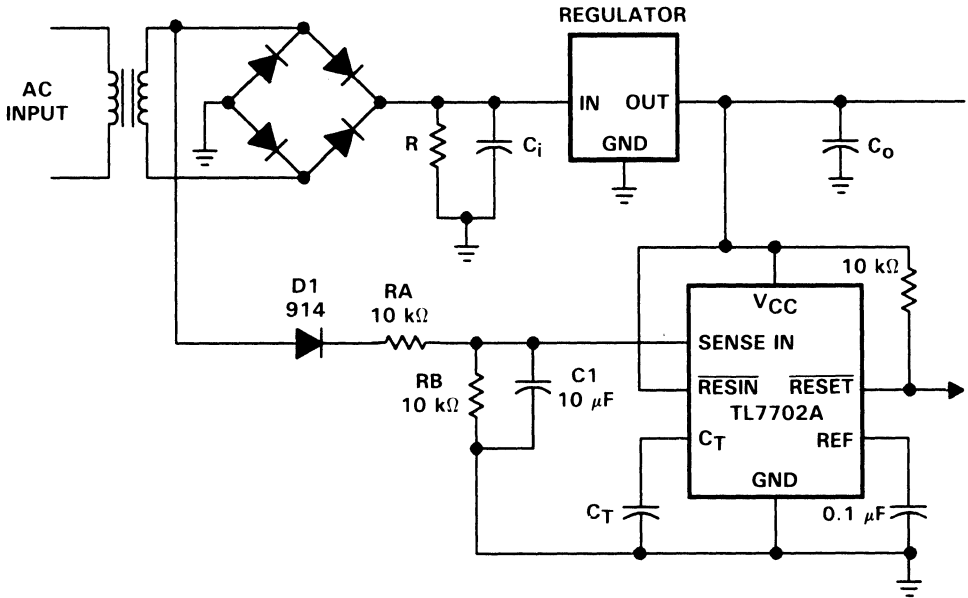 REGULATOR
AC
INPUT
IN OUT
GND
R
Ci
Co
10 kΩ
D1
914
RA
10 kΩ
VCC
SENSE IN
RB
10 kΩ
C1
10 μF
RESIN RESET
TL7702A
CT
REF
GND
CT
0.1 μF